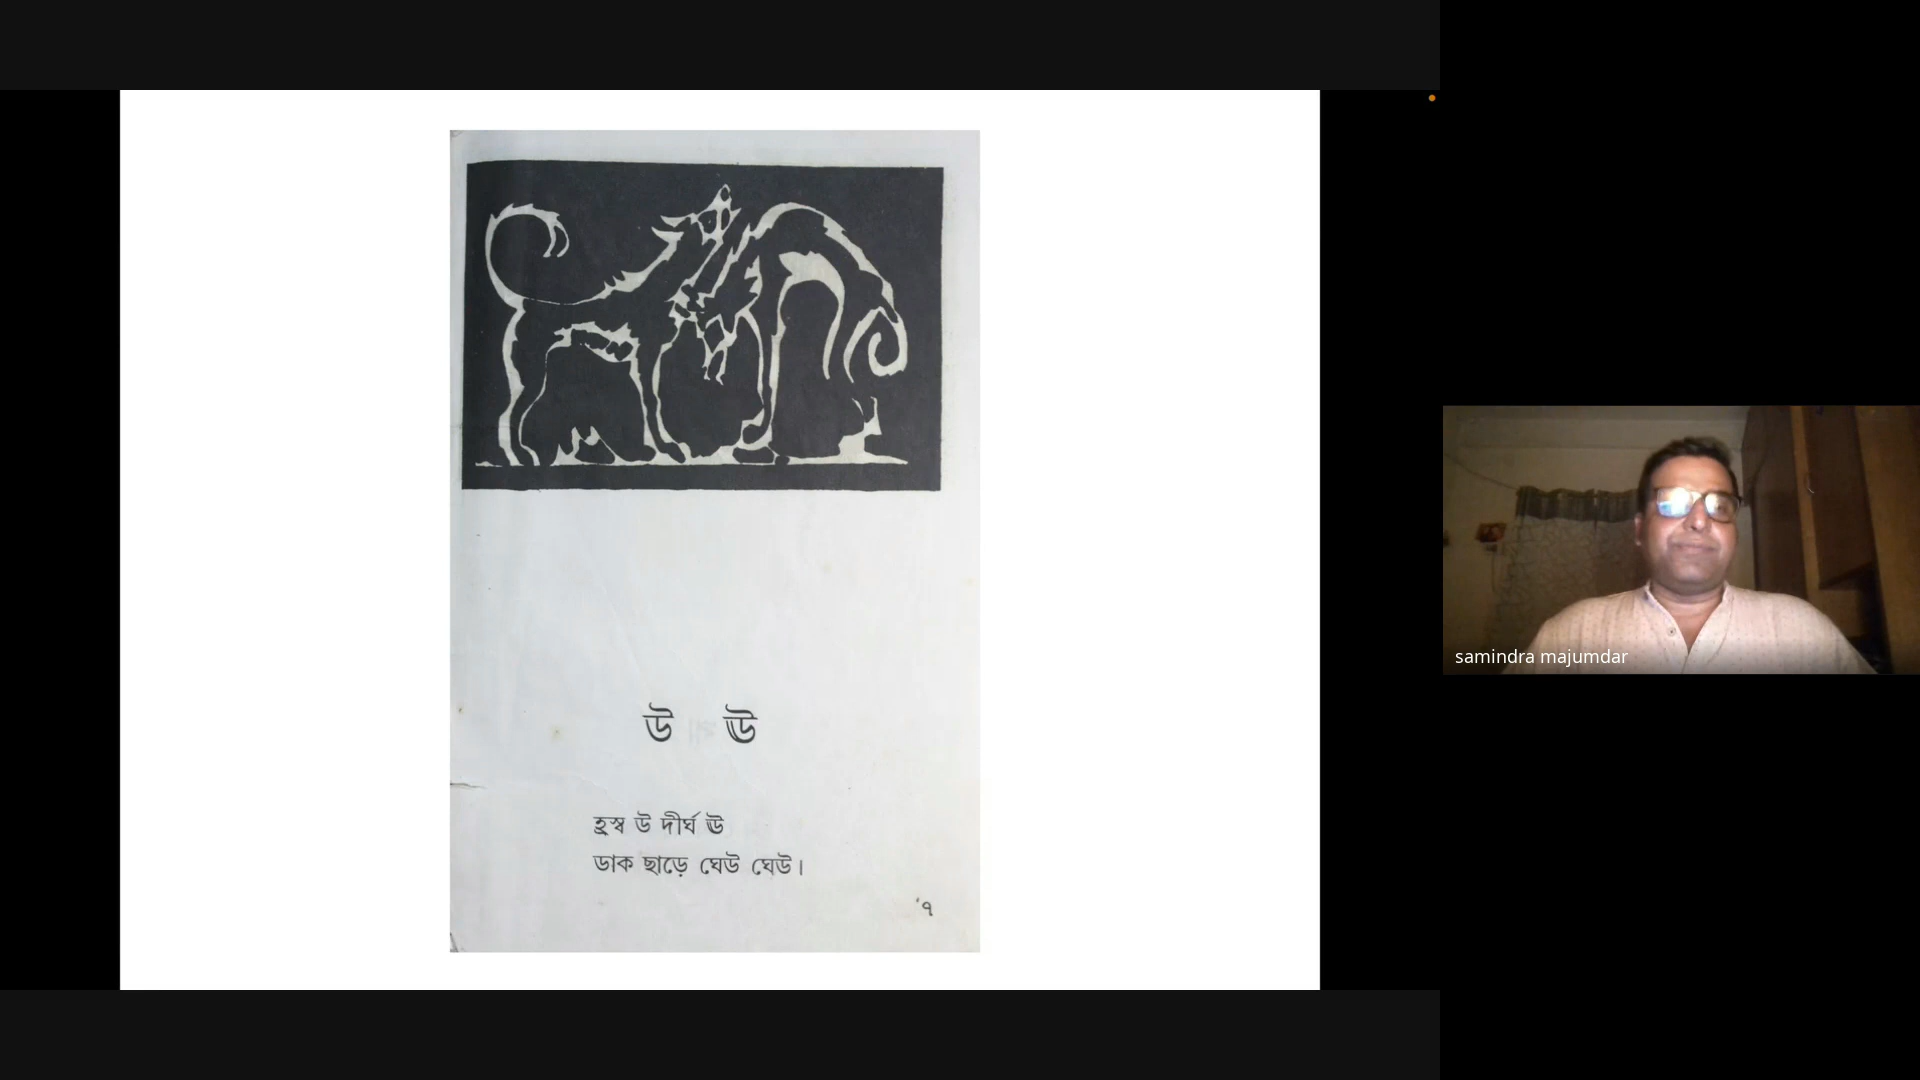 উ ঊ
হ্রস্ব উ দীর্ঘ ঊ
ডাক ছাড়ে ঘেউ ঘেউ।
৭
samindra majumdar